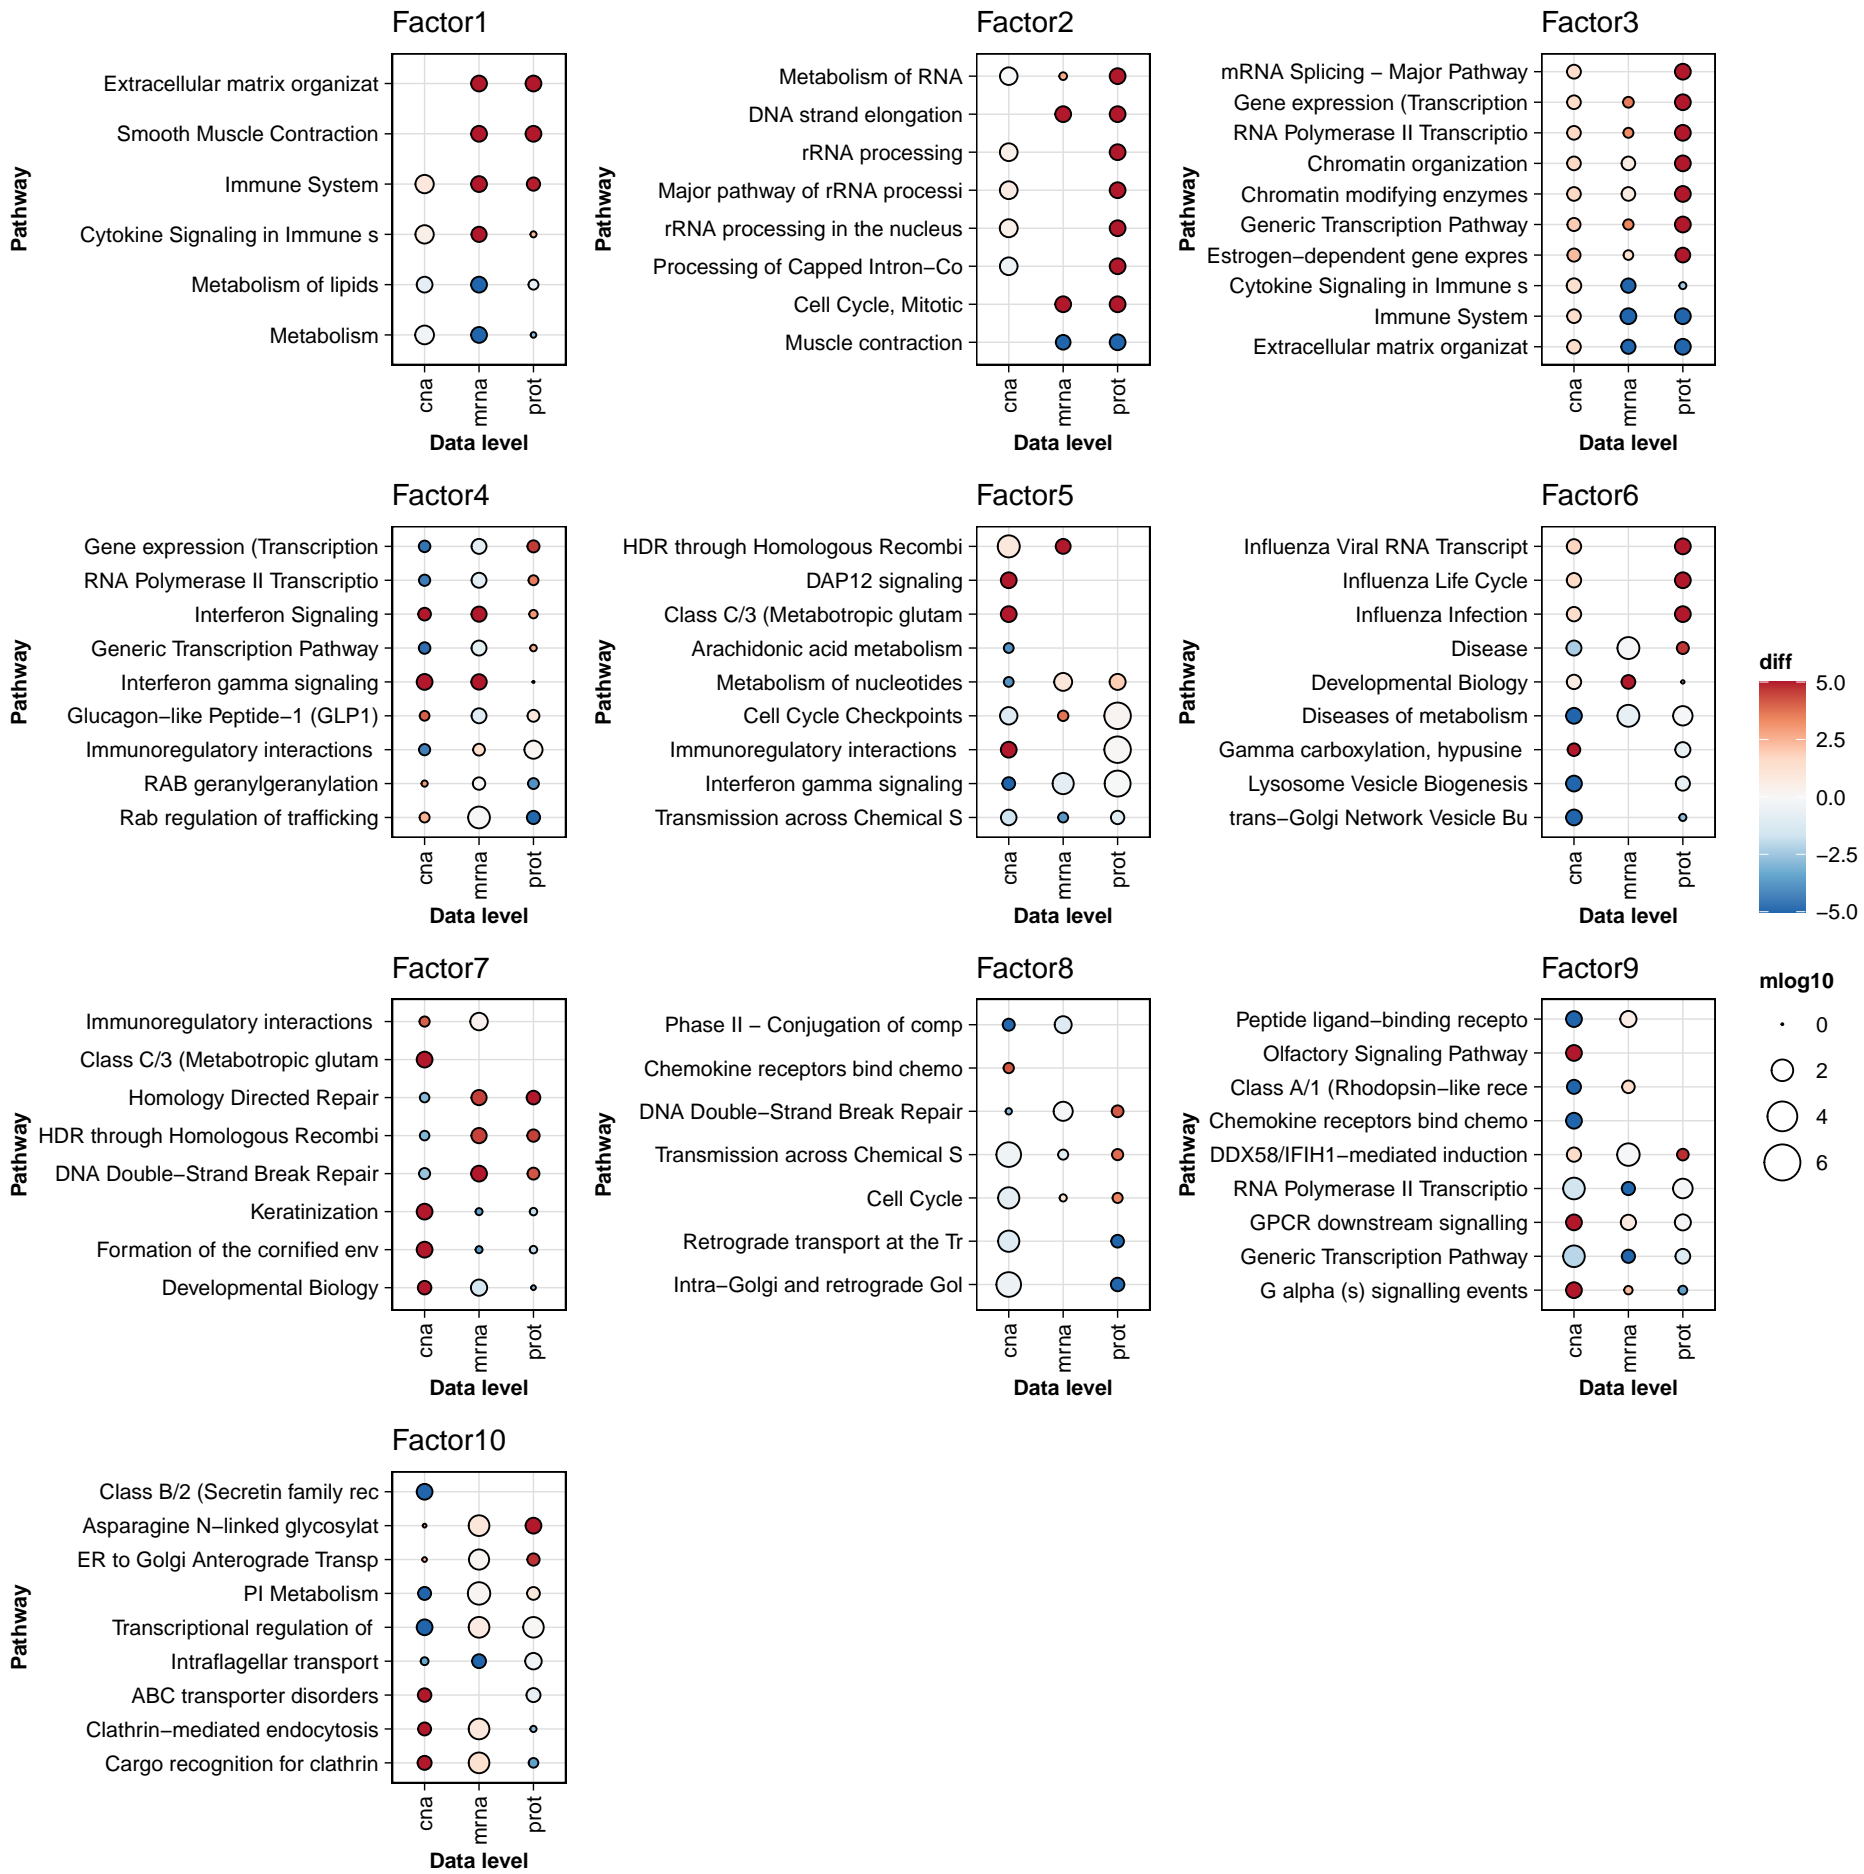 Factor1
Extracellular matrix organizat
Smooth Muscle Contraction
Immune System
Cytokine Signaling in Immune s
Metabolism of lipids
Metabolism
Pathway
cna
mrna
prot
Data level
Factor2
Metabolism of RNA
DNA strand elongation
rRNA processing
Major pathway of rRNA processi
rRNA processing in the nucleus
Processing of Capped Intron−Co
Cell Cycle, Mitotic
Muscle contraction
Pathway
cna
mrna
prot
Data level
Factor3
mRNA Splicing − Major Pathway
Gene expression (Transcription
RNA Polymerase II Transcriptio
Chromatin organization
Chromatin modifying enzymes
Generic Transcription Pathway
Estrogen−dependent gene expres
Cytokine Signaling in Immune s
Immune System
Extracellular matrix organizat
Pathway
cna
mrna
prot
Data level
Factor4
Gene expression (Transcription
RNA Polymerase II Transcriptio
Interferon Signaling
Generic Transcription Pathway
Interferon gamma signaling
Glucagon−like Peptide−1 (GLP1)
Immunoregulatory interactions
RAB geranylgeranylation
Rab regulation of trafficking
Pathway
cna
mrna
prot
Data level
Factor5
HDR through Homologous Recombi
DAP12 signaling
Class C/3 (Metabotropic glutam
Arachidonic acid metabolism
Metabolism of nucleotides
Cell Cycle Checkpoints
Immunoregulatory interactions
Interferon gamma signaling
Transmission across Chemical S
Pathway
cna
mrna
prot
Data level
Factor6
Influenza Viral RNA Transcript
Influenza Life Cycle
Influenza Infection
Disease
Developmental Biology
Diseases of metabolism
Gamma carboxylation, hypusine
Lysosome Vesicle Biogenesis
trans−Golgi Network Vesicle Bu
Pathway
cna
mrna
prot
Data level
diff
5.0
2.5
0.0
−2.5
−5.0
mlog10
0
2
4
6
Factor7
Immunoregulatory interactions
Class C/3 (Metabotropic glutam
Homology Directed Repair
HDR through Homologous Recombi
DNA Double−Strand Break Repair
Keratinization
Formation of the cornified env
Developmental Biology
Pathway
cna
mrna
prot
Data level
Factor8
Phase II − Conjugation of comp
Chemokine receptors bind chemo
DNA Double−Strand Break Repair
Transmission across Chemical S
Cell Cycle
Retrograde transport at the Tr
Intra−Golgi and retrograde Gol
Pathway
cna
mrna
prot
Data level
Factor9
Peptide ligand−binding recepto
Olfactory Signaling Pathway
Class A/1 (Rhodopsin−like rece
Chemokine receptors bind chemo
DDX58/IFIH1−mediated induction
RNA Polymerase II Transcriptio
GPCR downstream signalling
Generic Transcription Pathway
G alpha (s) signalling events
Pathway
cna
mrna
prot
Data level
Factor10
Class B/2 (Secretin family rec
Asparagine N−linked glycosylat
ER to Golgi Anterograde Transp
PI Metabolism
Transcriptional regulation of
Intraflagellar transport
ABC transporter disorders
Clathrin−mediated endocytosis
Cargo recognition for clathrin
Pathway
cna
mrna
prot
Data level